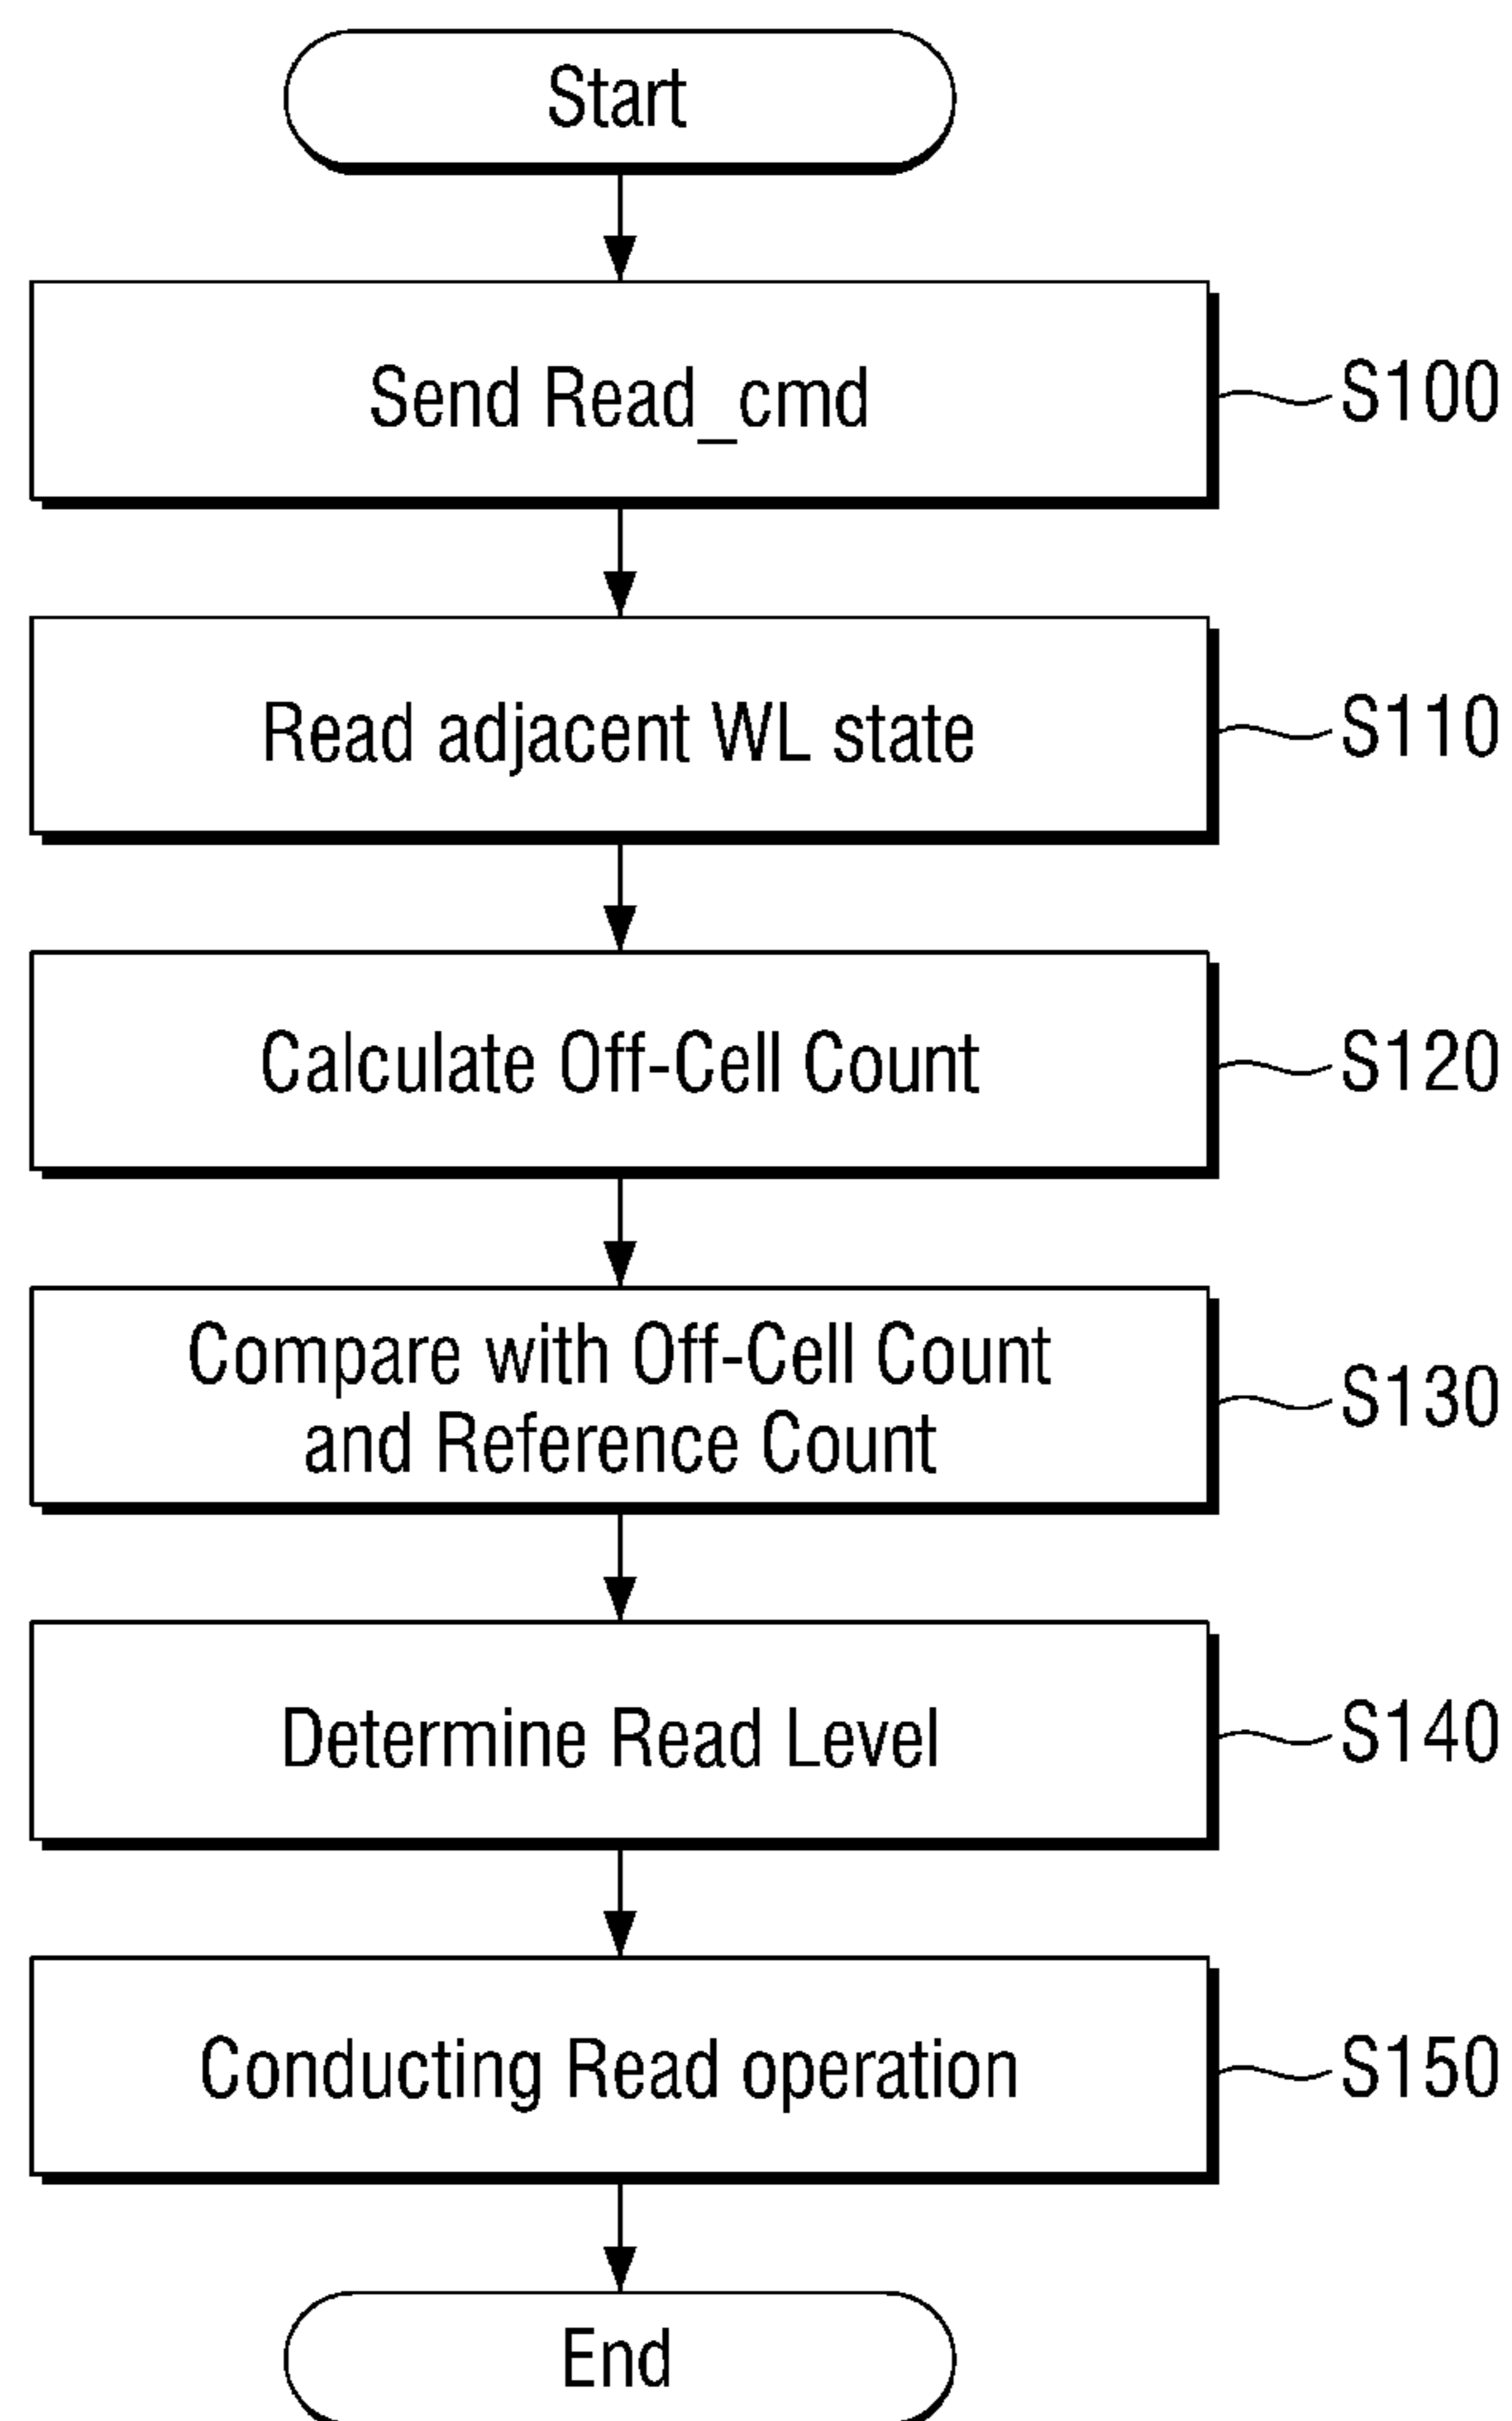 Start
Send Read_cmd
S100
Read adjacent WL state
S110
Calculate Off-Cell Count
S120
Compare with Off-Cell Count
and Reference Count
S130
Determine Read Level
S140
Conducting Read operation
S150
End